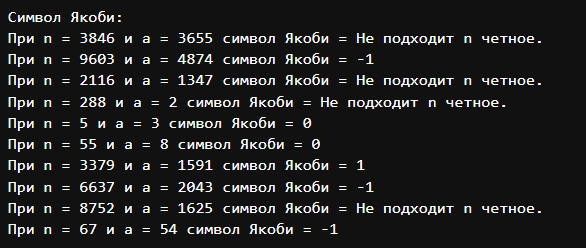 Символ Якоби:
При n = 3846 и a = 3655 символ Якоби = Не подходит n четное.
При n = 9603 и a = 4874 символ Якоби = -1
При n = 2116 и a = 1347 символ Якоби = Не подходит n четное.
При n = 288 и a = 2 символ Якоби = Не подходит n четное.
При n = 5 и a = 3 символ Якоби = 0
При n = 55 и a = 8 символ Якоби = 0
При n = 3379 и a = 1591 символ Якоби = 1
При n = 6637 и a = 2043 символ Якоби = -1
При n = 8752 и a = 1625 символ Якоби = Не подходит n четное.
При n = 67 и a = 54 символ Якоби = -1